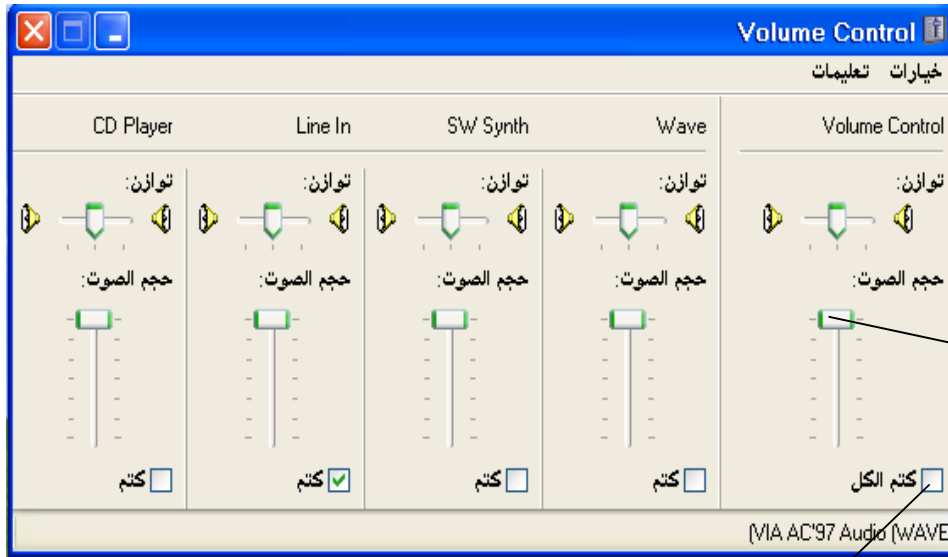 Volume Control
خيارات تعليمات
Volume Control Wave SW Synth Line In CD Player
توازن: توازن: توازن: توازن: توازن:
حجم الصوت: حجم الصوت: حجم الصوت: حجم الصوت: حجم الصوت:
كتم الكل كتم كتم كتم كتم
(VIA AC'97 Audio (WAVE